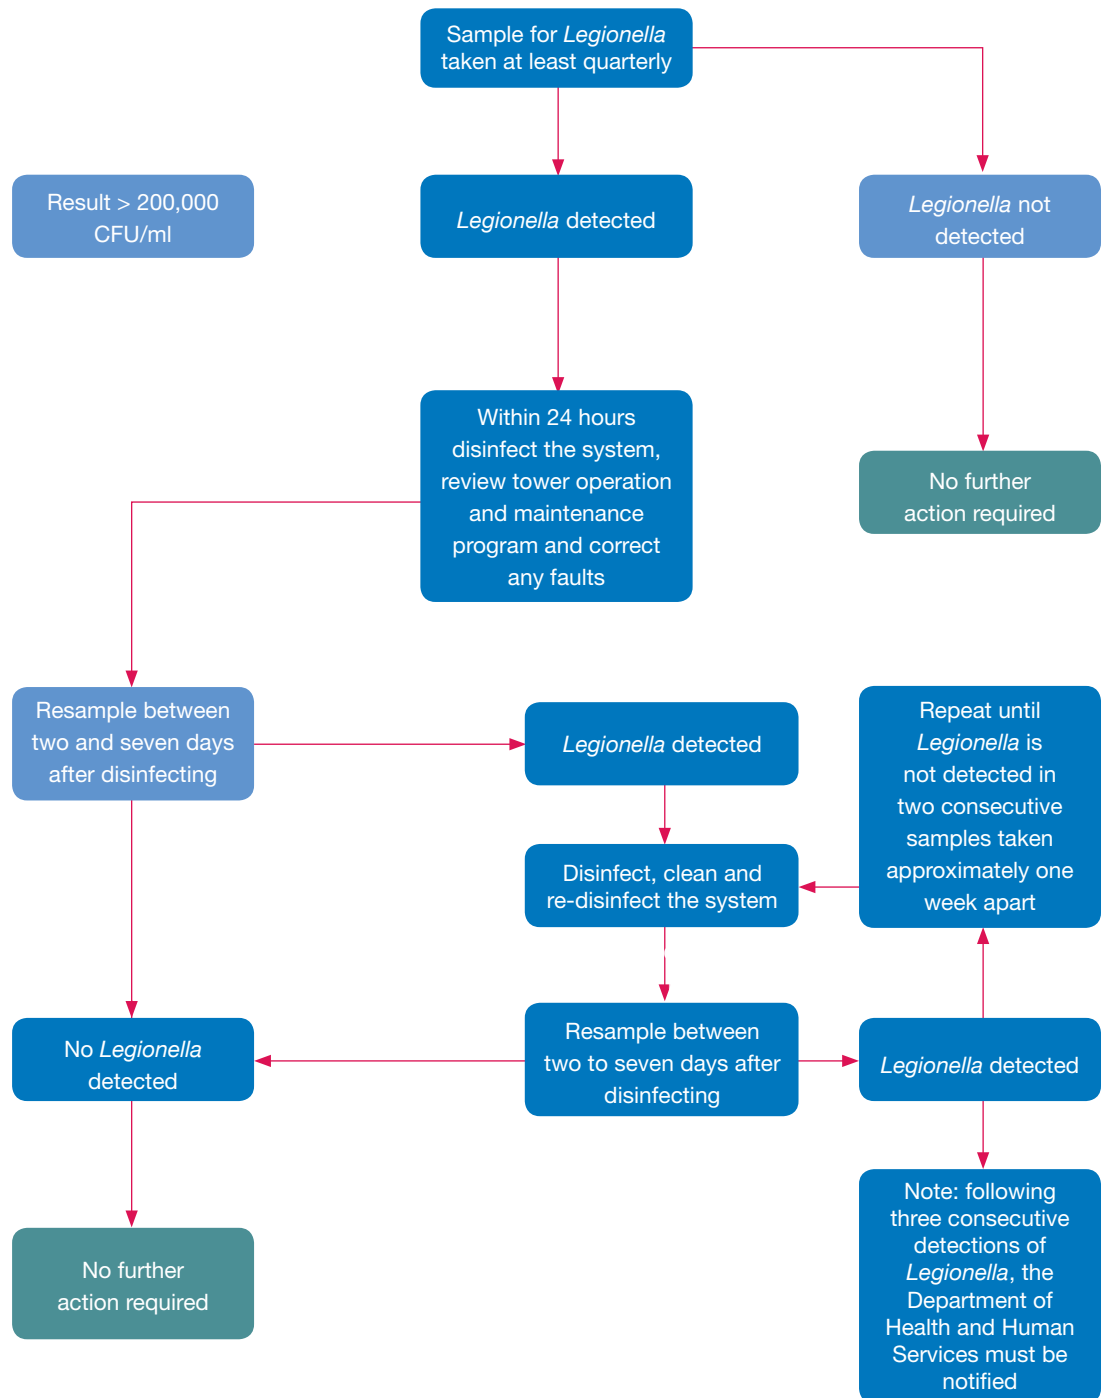 Sample for Legionella
taken at least quarterly
Result > 200,000
CFU/ml
Legionella detected
Legionella not
detected
Within 24 hours
disinfect the system,
review tower operation
and maintenance
program and correct
any faults
No further
action required
Resample between
two and seven days
after disinfecting
Legionella detected
Repeat until
Legionella is
not detected in
two consecutive
samples taken
approximately one
week apart
Disinfect, clean and
re-disinfect the system
No Legionella
detected
Resample between
two to seven days after
disinfecting
Legionella detected
No further
action required
Note: following
three consecutive
detections of
Legionella, the
Department of
Health and Human
Services must be
notified